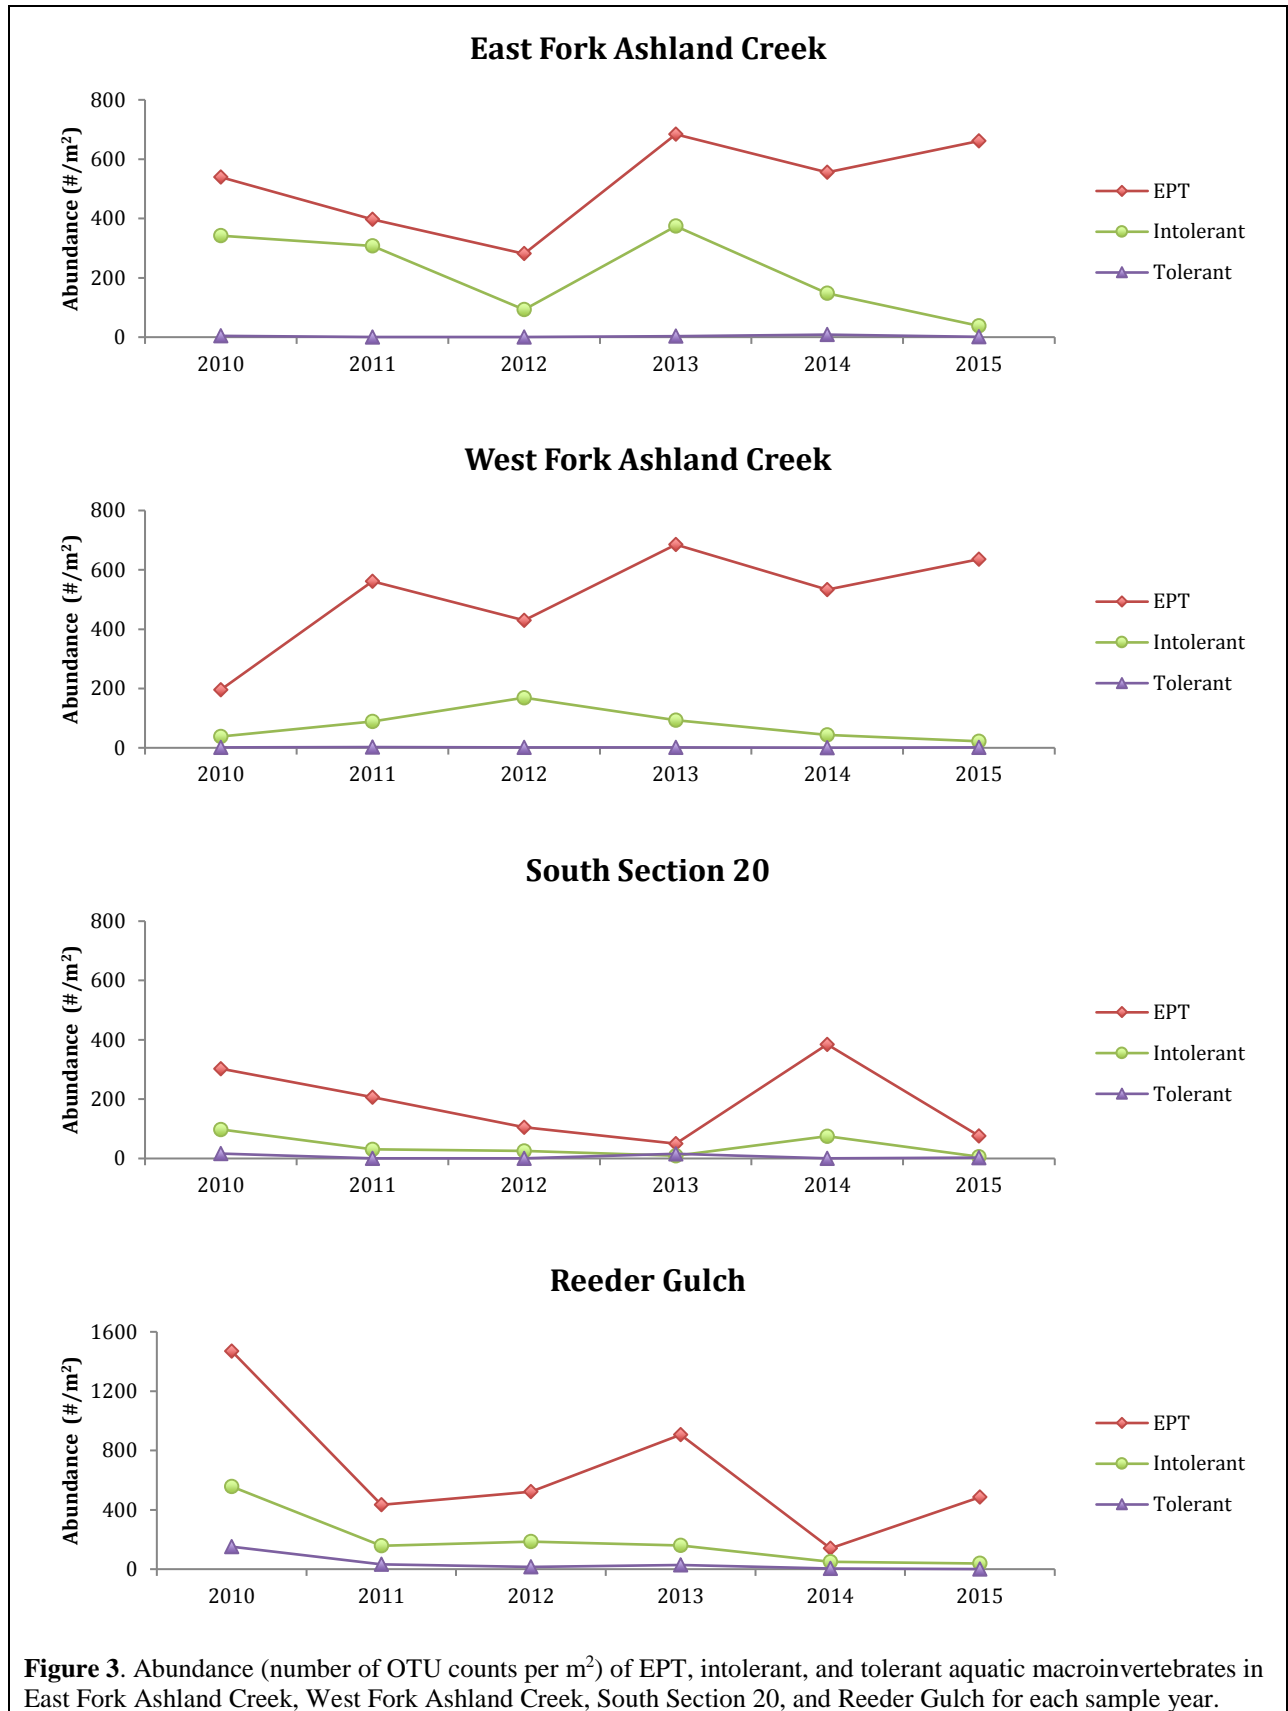 East Fork Ashland Creek
Abundance (#/m²)
800
600
400
200
0
2010 2011 2012 2013 2014 2015
EPT
Intolerant
Tolerant
West Fork Ashland Creek
Abundance (#/m²)
800
600
400
200
0
2010 2011 2012 2013 2014 2015
EPT
Intolerant
Tolerant
South Section 20
Abundance (#/m²)
800
600
400
200
0
2010 2011 2012 2013 2014 2015
EPT
Intolerant
Tolerant
Reeder Gulch
Abundance (#/m²)
1600
1200
800
400
0
2010 2011 2012 2013 2014 2015
EPT
Intolerant
Tolerant
Figure 3. Abundance (number of OTU counts per m²) of EPT, intolerant, and tolerant aquatic macroinvertebrates in
East Fork Ashland Creek, West Fork Ashland Creek, South Section 20, and Reeder Gulch for each sample year.